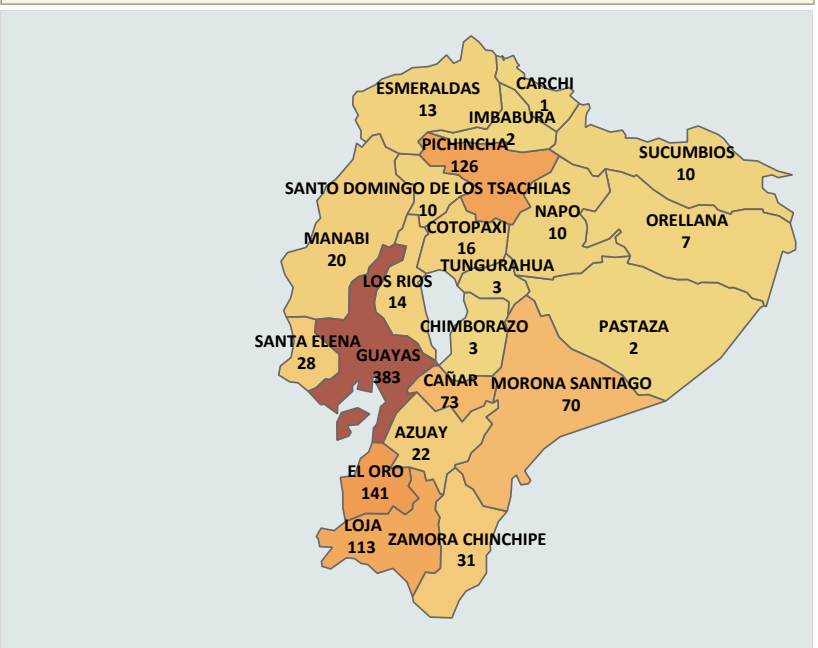 ESMERALDAS
13
CARCHI
1
IMBABURA
2
PICHINCHA
126
SUCUMBIOS
10
SANTO DOMINGO DE LOS TSACHILAS
10
NAPO
10
ORELLANA
7
COTOPAXI
16
MANABI
20
TUNGURAHUA
3
LOS RIOS
14
CHIMBORAZO
3
PASTAZA
2
SANTA ELENA
28
GUAYAS
383
CAÑAR
73
MORONA SANTIAGO
70
AZUAY
22
EL ORO
141
LOJA
113
ZAMORA CHINCHIPE
31